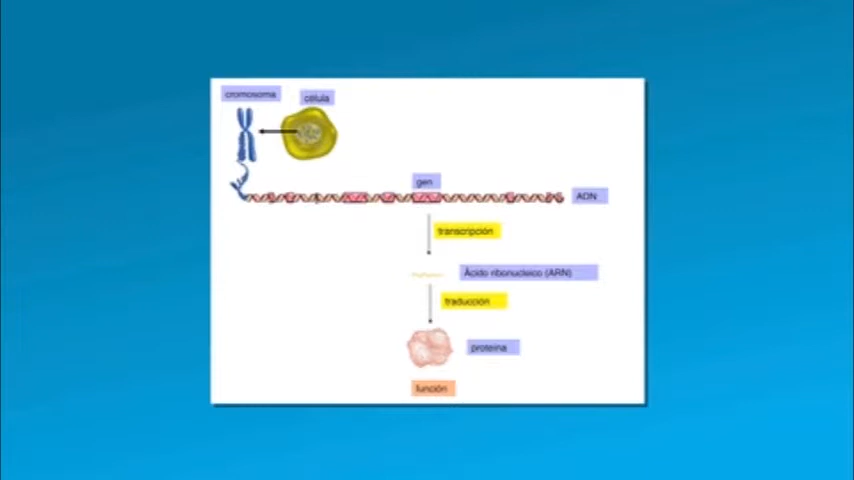 cromosoma
célula
gen
ADN
transcripción
Ácido ribonucleico (ARN)
traducción
proteína
función